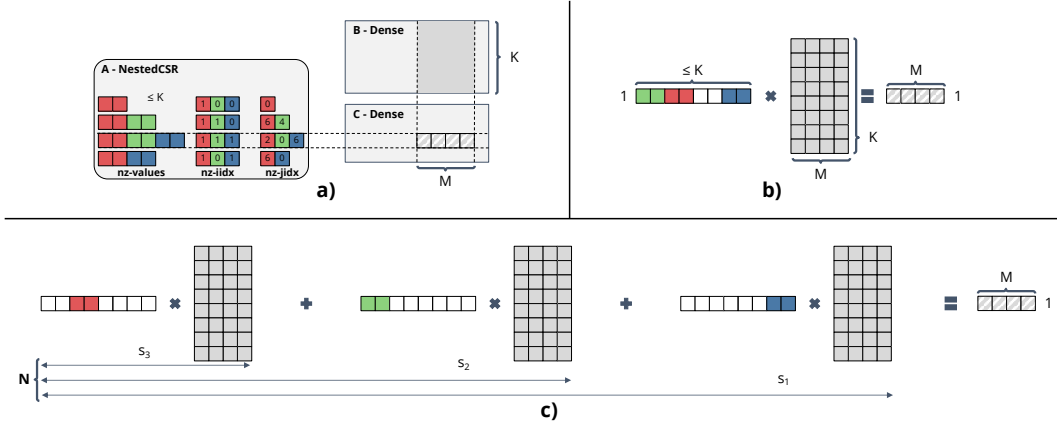 B - Dense
K
A - NestedCSR
≤ K
1 0 0
0
1 1 0
6 4
1 1 1
2 0 6
1 0 1
6 0
nz-values nz-iidx nz-jidx
C - Dense
M
a)
≤ K
1
M
1
K
M
b)
M
1
s3
s2
s1
N
c)